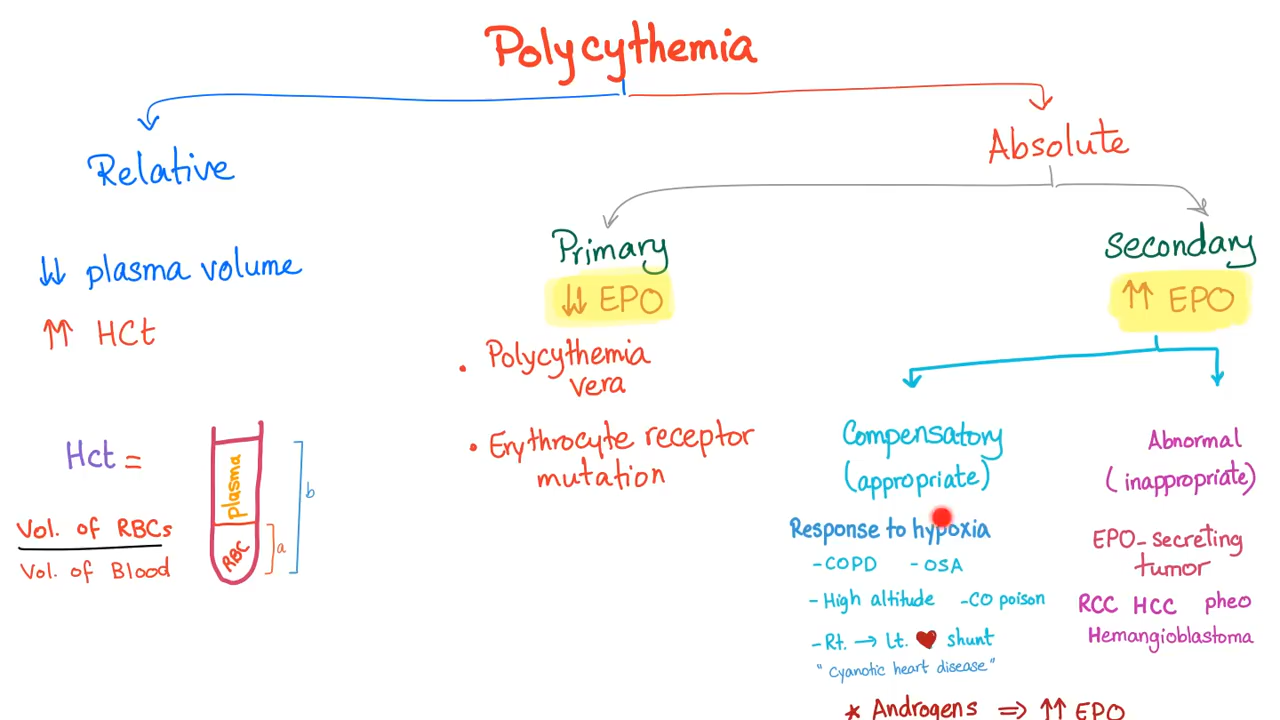 Polycythemia
Relative
Absolute
↓↓ plasma volume
↑↑ HCt
Primary
↓↓ EPO
• Polycythemia
vera
• Erythrocyte receptor
mutation
Secondary
↑↑ EPO
Compensatory
(appropriate)
Response to hypoxia
-COPD -OSA
-High altitude -CO poison
-Rt. → Lt. ♥ shunt
"Cyanotic heart disease"
* Androgens ⇒ ↑↑ EPO
Abnormal
(inappropriate)
EPO-secreting
tumor
RCC HCC pheo
Hemangioblastoma
Hct =
Vol. of RBCs
Vol. of Blood
plasma
RBC
a
b